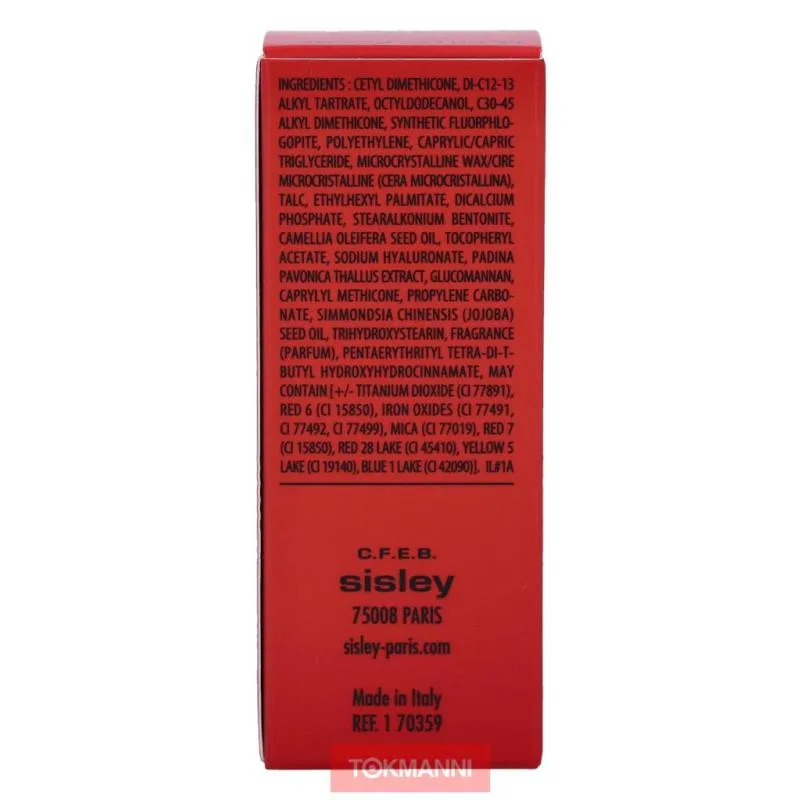 INGREDIENTS : CETYL DIMETHICONE, DI-C12-13
ALKYL TARTRATE, OCTYLDODECANOL, C30-45
ALKYL DIMETHICONE, SYNTHETIC FLUORPHLO-
GOPITE, POLYETHYLENE, CAPRYLIC/CAPRIC
TRIGLYCERIDE, MICROCRYSTALLINE WAX/CIRE
MICROCRISTALLINE (CERA MICROCRISTALLINA),
TALC, ETHYLHEXYL PALMITATE, DICALCIUM
PHOSPHATE, STEARALKONIUM BENTONITE,
CAMELLIA OLEIFERA SEED OIL, TOCOPHERYL
ACETATE, SODIUM HYALURONATE, PADINA
PAVONICA THALLUS EXTRACT, GLUCOMANNAN,
CAPRYLYL METHICONE, PROPYLENE CARBO-
NATE, SIMMONDSIA CHINENSIS (JOJOBA)
SEED OIL, TRIHYDROXYSTEARIN, FRAGRANCE
(PARFUM), PENTAERYTHRITYL TETRA-DI-T-
BUTYL HYDROXYHYDROCINNAMATE, MAY
CONTAIN [+/- TITANIUM DIOXIDE (CI 77891),
RED 6 (CI 15850), IRON OXIDES (CI 77491,
CI 77492, CI 77499), MICA (CI 77019), RED 7
(CI 15850), RED 28 LAKE (CI 45410), YELLOW 5
LAKE (CI 19140), BLUE 1 LAKE (CI 42090)]. IL#1A
C.F.E.B.
sisley
75008 PARIS
sisley-paris.com
Made in Italy
REF. 1 70359
TOKMANNI